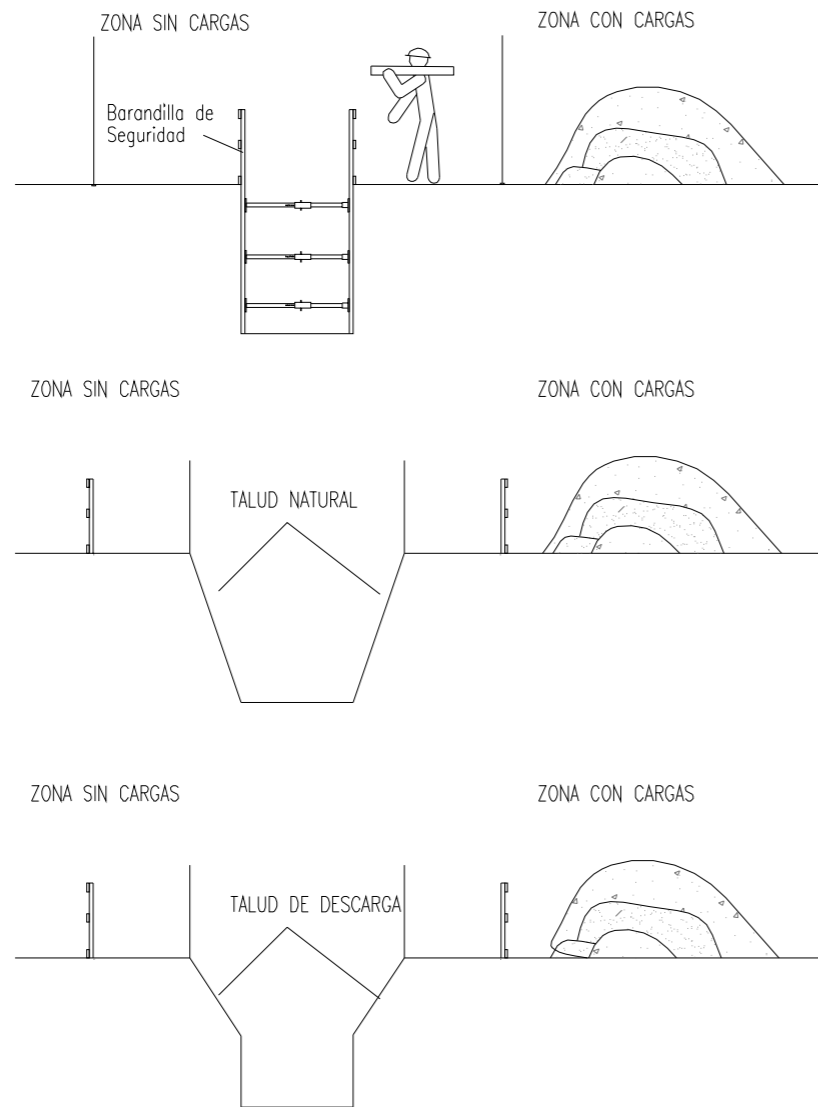 ZONA SIN CARGAS
ZONA CON CARGAS
Barandilla de
Seguridad
ZONA SIN CARGAS
ZONA CON CARGAS
TALUD NATURAL
ZONA SIN CARGAS
ZONA CON CARGAS
TALUD DE DESCARGA